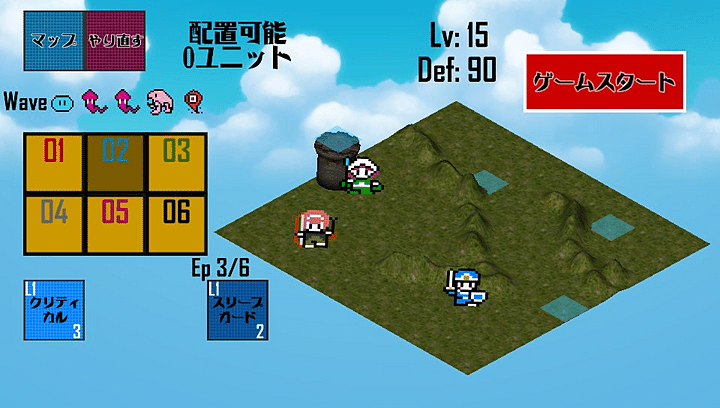 マップ やり直す
配置可能
0ユニット
Lv: 15
Def: 90
ゲームスタート
Wave
01 02 03
04 05 06
Ep 3/6
L1
クリティ
カル
3
L1
スリープ
ガード
2